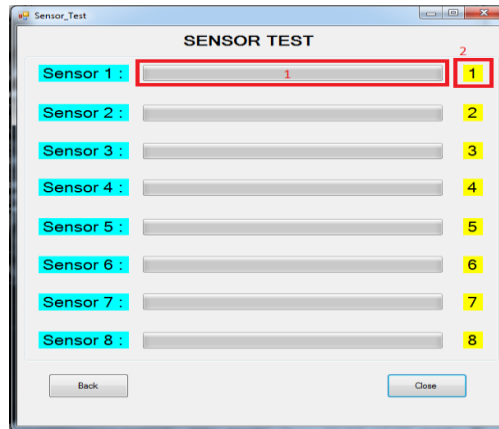 Sensor_Test
SENSOR TEST
2
Sensor 1 : 1 1
Sensor 2 : 2
Sensor 3 : 3
Sensor 4 : 4
Sensor 5 : 5
Sensor 6 : 6
Sensor 7 : 7
Sensor 8 : 8
Back Close